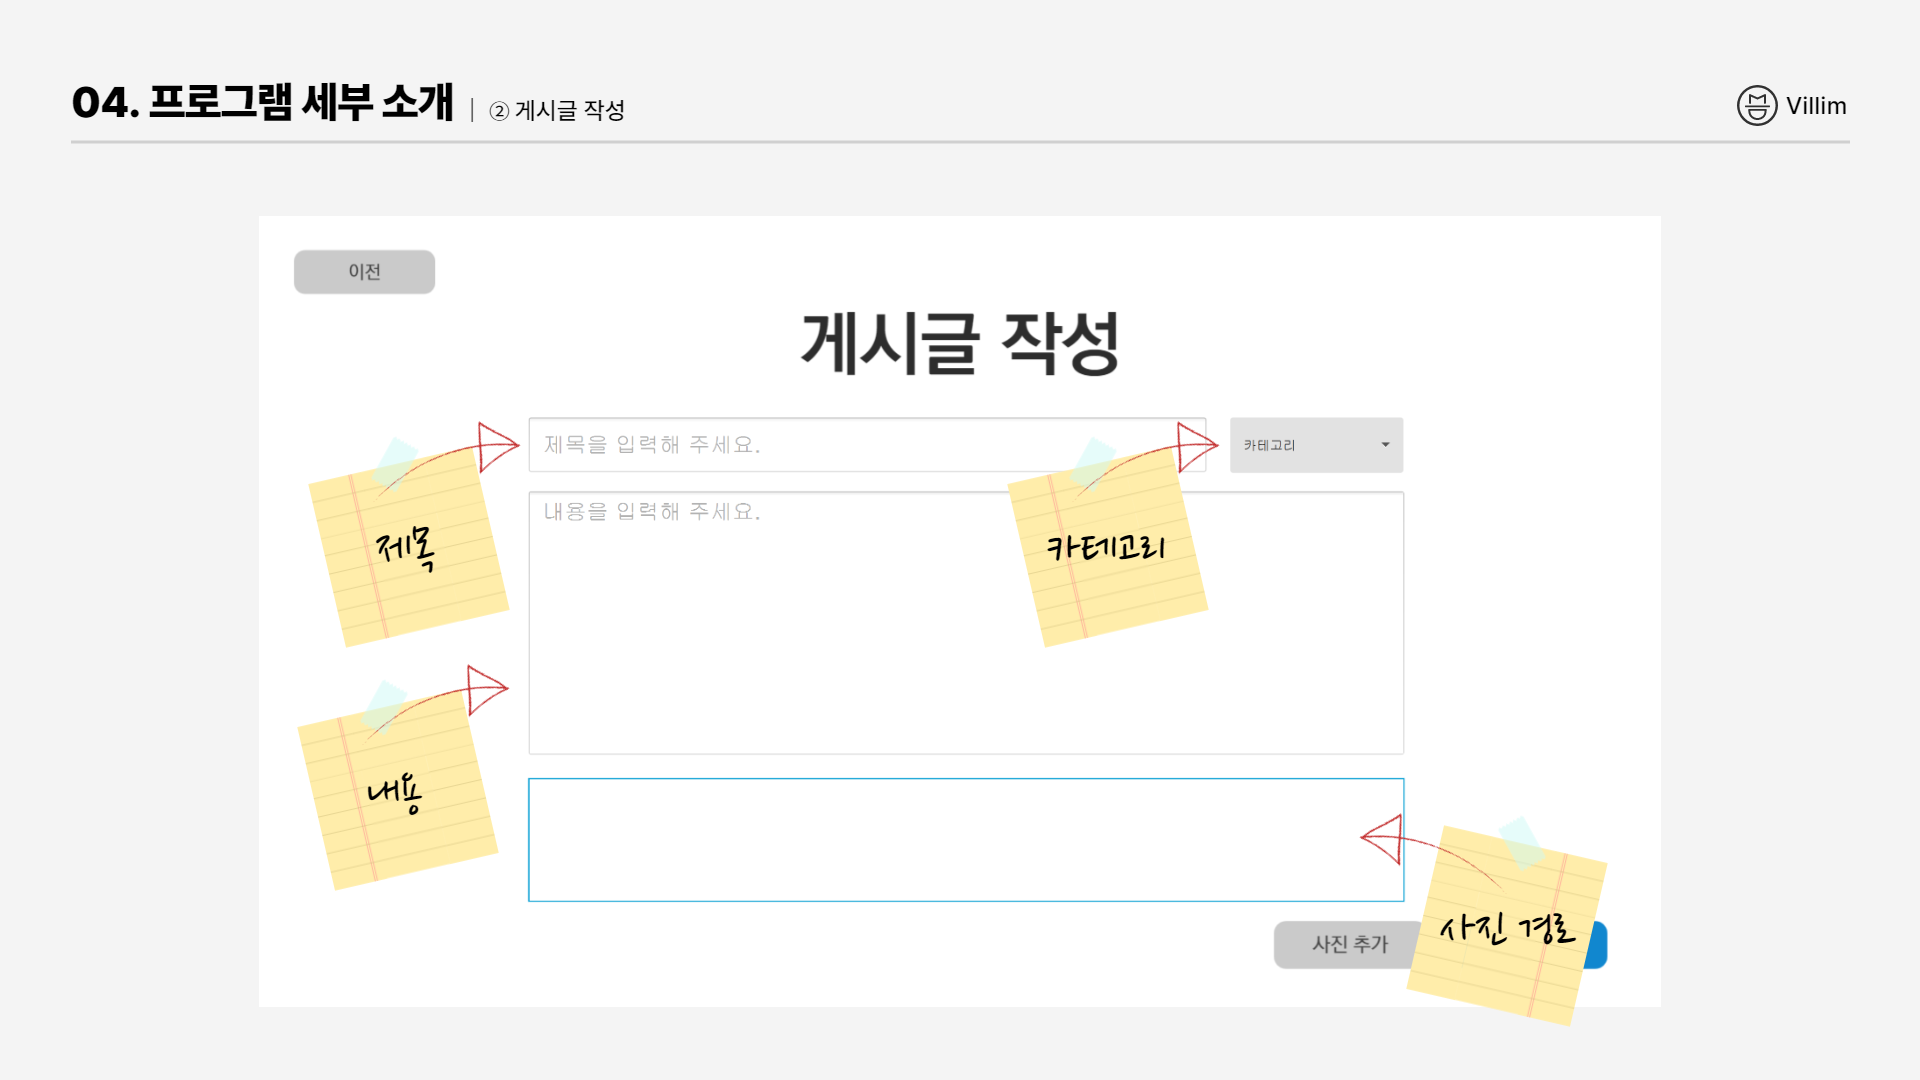 04. 프로그램 세부 소개 | ② 게시글 작성
Villim
이전
게시글 작성
제목을 입력해 주세요.
카테고리
내용을 입력해 주세요.
제목
카테고리
내용
사진 경로
사진 추가